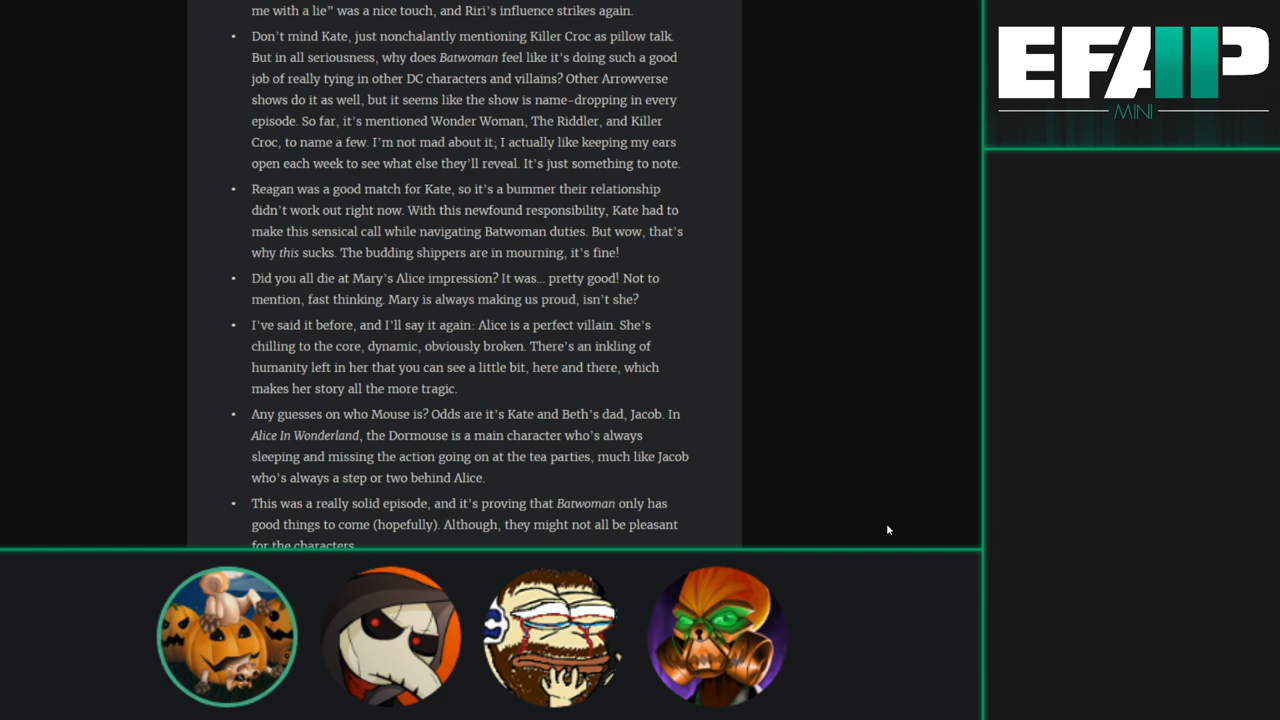 me with a lie” was a nice touch, and Riri’s influence strikes again.
• Don’t mind Kate, just nonchalantly mentioning Killer Croc as pillow talk.
But in all seriousness, why does Batwoman feel like it’s doing such a good
job of really tying in other DC characters and villains? Other Arrowverse
shows do it as well, but it seems like the show is name-dropping in every
episode. So far, it’s mentioned Wonder Woman, The Riddler, and Killer
Croc, to name a few. I’m not mad about it; I actually like keeping my ears
open each week to see what else they’ll reveal. It’s just something to note.
• Reagan was a good match for Kate, so it’s a bummer their relationship
didn’t work out right now. With this newfound responsibility, Kate had to
make this sensical call while navigating Batwoman duties. But wow, that’s
why this sucks. The budding shippers are in mourning, it’s fine!
• Did you all die at Mary’s Alice impression? It was… pretty good! Not to
mention, fast thinking. Mary is always making us proud, isn’t she?
• I’ve said it before, and I’ll say it again: Alice is a perfect villain. She’s
chilling to the core, dynamic, obviously broken. There’s an inkling of
humanity left in her that you can see a little bit, here and there, which
makes her story all the more tragic.
• Any guesses on who Mouse is? Odds are it’s Kate and Beth’s dad, Jacob. In
Alice In Wonderland, the Dormouse is a main character who’s always
sleeping and missing the action going on at the tea parties, much like Jacob
who’s always a step or two behind Alice.
• This was a really solid episode, and it’s proving that Batwoman only has
good things to come (hopefully). Although, they might not all be pleasant
for the characters.
EFAP
MINI